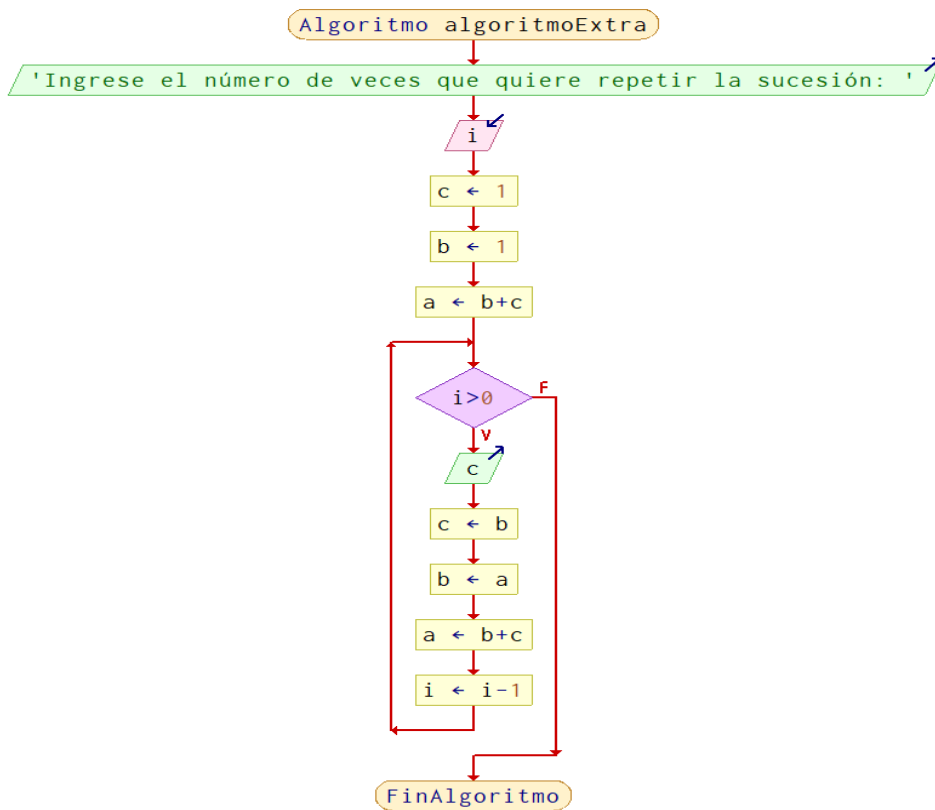 Algoritmo algoritmoExtra
'Ingrese el número de veces que quiere repetir la sucesión: '
i
c ← 1
b ← 1
a ← b+c
i>0
F
V
c
c ← b
b ← a
a ← b+c
i ← i-1
FinAlgoritmo